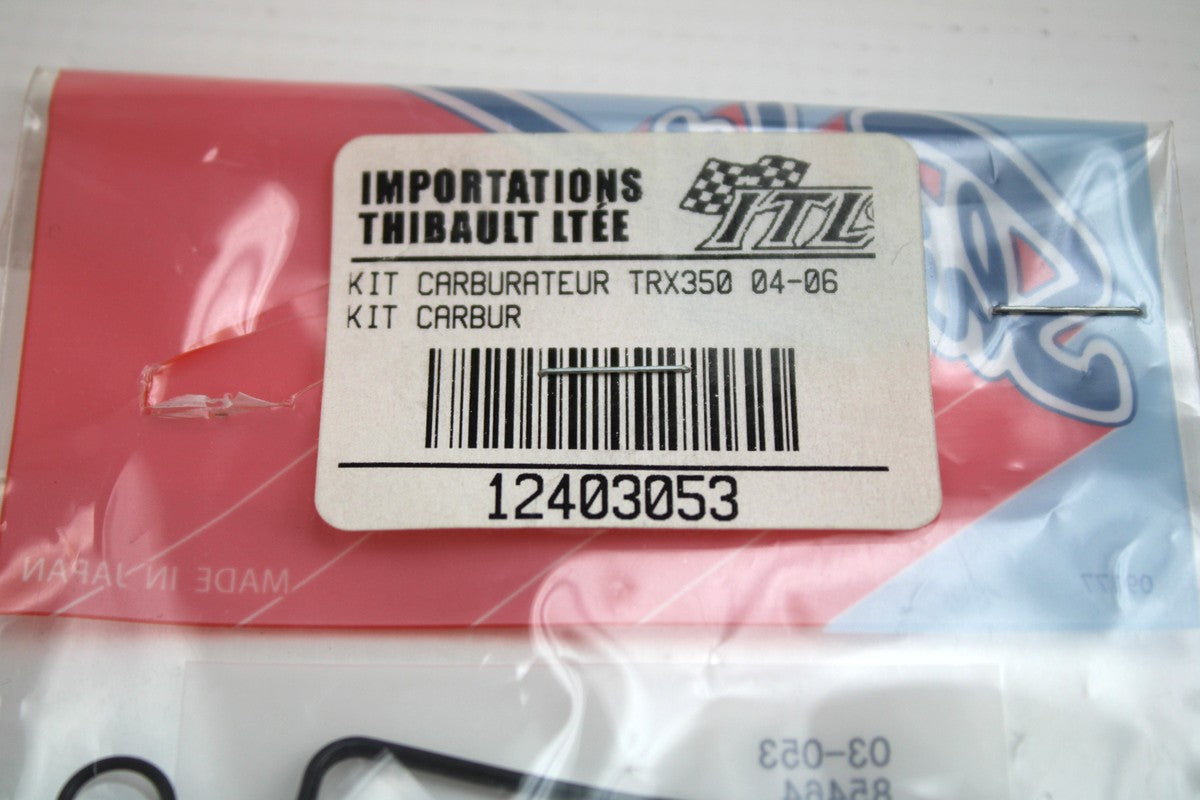 IMPORTATIONS
THIBAULT LTÉE
ITL
KIT CARBURATEUR TRX350 04-06
KIT CARBUR
12403053
MADE IN JAPAN
03-053
85464